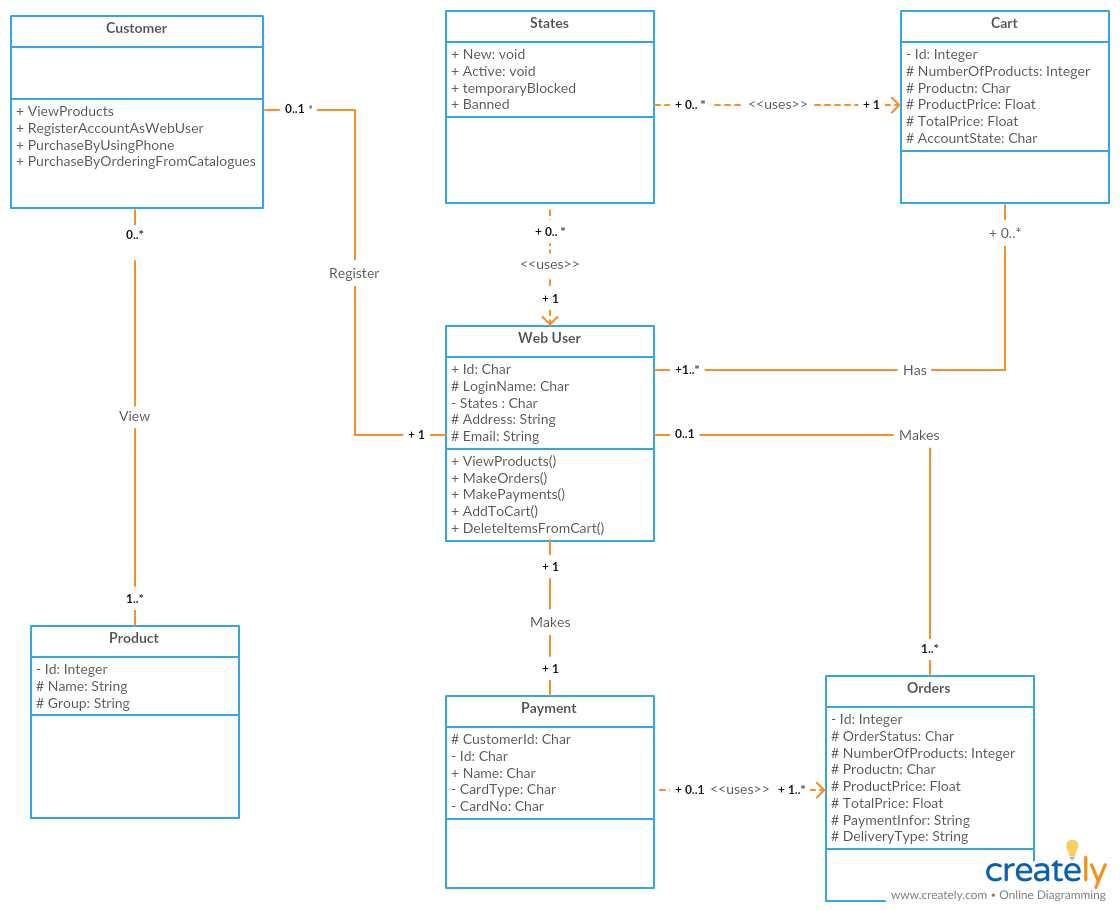 Customer
+ ViewProducts
+ RegisterAccountAsWebUser
+ PurchaseByUsingPhone
+ PurchaseByOrderingFromCatalogues
States
+ New: void
+ Active: void
+ temporaryBlocked
+ Banned
Cart
- Id: Integer
# NumberOfProducts: Integer
# Productn: Char
# ProductPrice: Float
# TotalPrice: Float
# AccountState: Char
0..1 *
+ 0.. *
<<uses>>
+ 1
0..*
+ 0.. *
<<uses>>
+ 1
+ 0..*
Register
View
Web User
+ Id: Char
# LoginName: Char
- States : Char
# Address: String
# Email: String
+ ViewProducts()
+ MakeOrders()
+ MakePayments()
+ AddToCart()
+ DeleteItemsFromCart()
+1..*
Has
+ 1
0..1
Makes
+ 1
Makes
+ 1
1..*
1..*
Product
- Id: Integer
# Name: String
# Group: String
Payment
# CustomerId: Char
- Id: Char
+ Name: Char
- CardType: Char
- CardNo: Char
+ 0..1 <<uses>> + 1..*
Orders
- Id: Integer
# OrderStatus: Char
# NumberOfProducts: Integer
# Productn: Char
# ProductPrice: Float
# TotalPrice: Float
# PaymentInfor: String
# DeliveryType: String
creately
www.creately.com • Online Diagramming